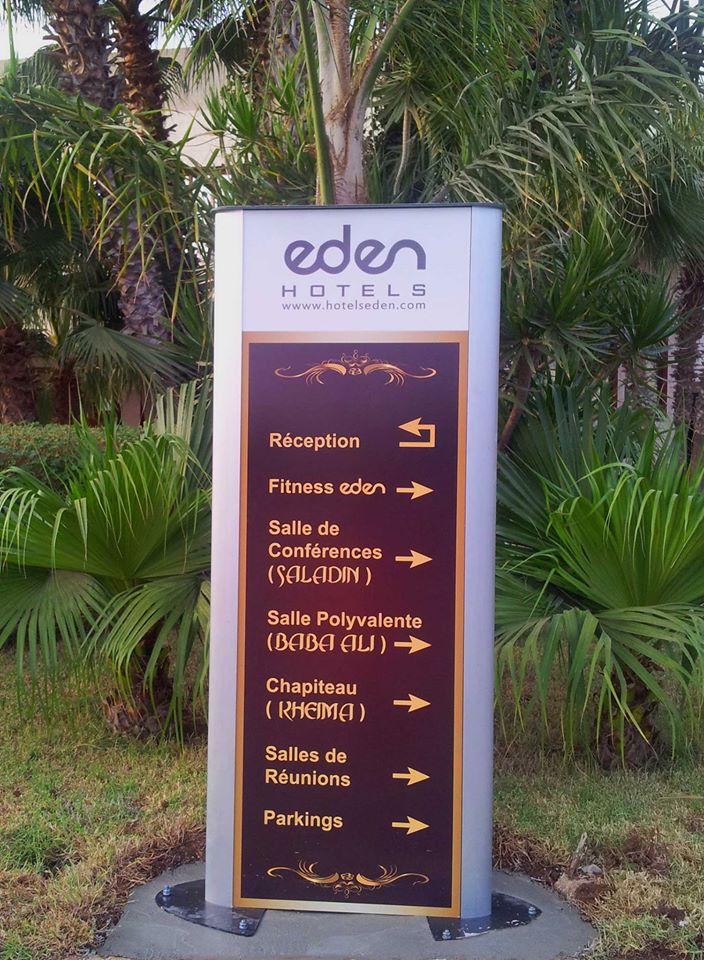 eden
HOTELS
www.hotelseden.com
Réception
Fitness eden
Salle de
Conférences
(SALADIN)
Salle Polyvalente
(BABA ALI)
Chapiteau
( KHEIMA )
Salles de
Réunions
Parkings